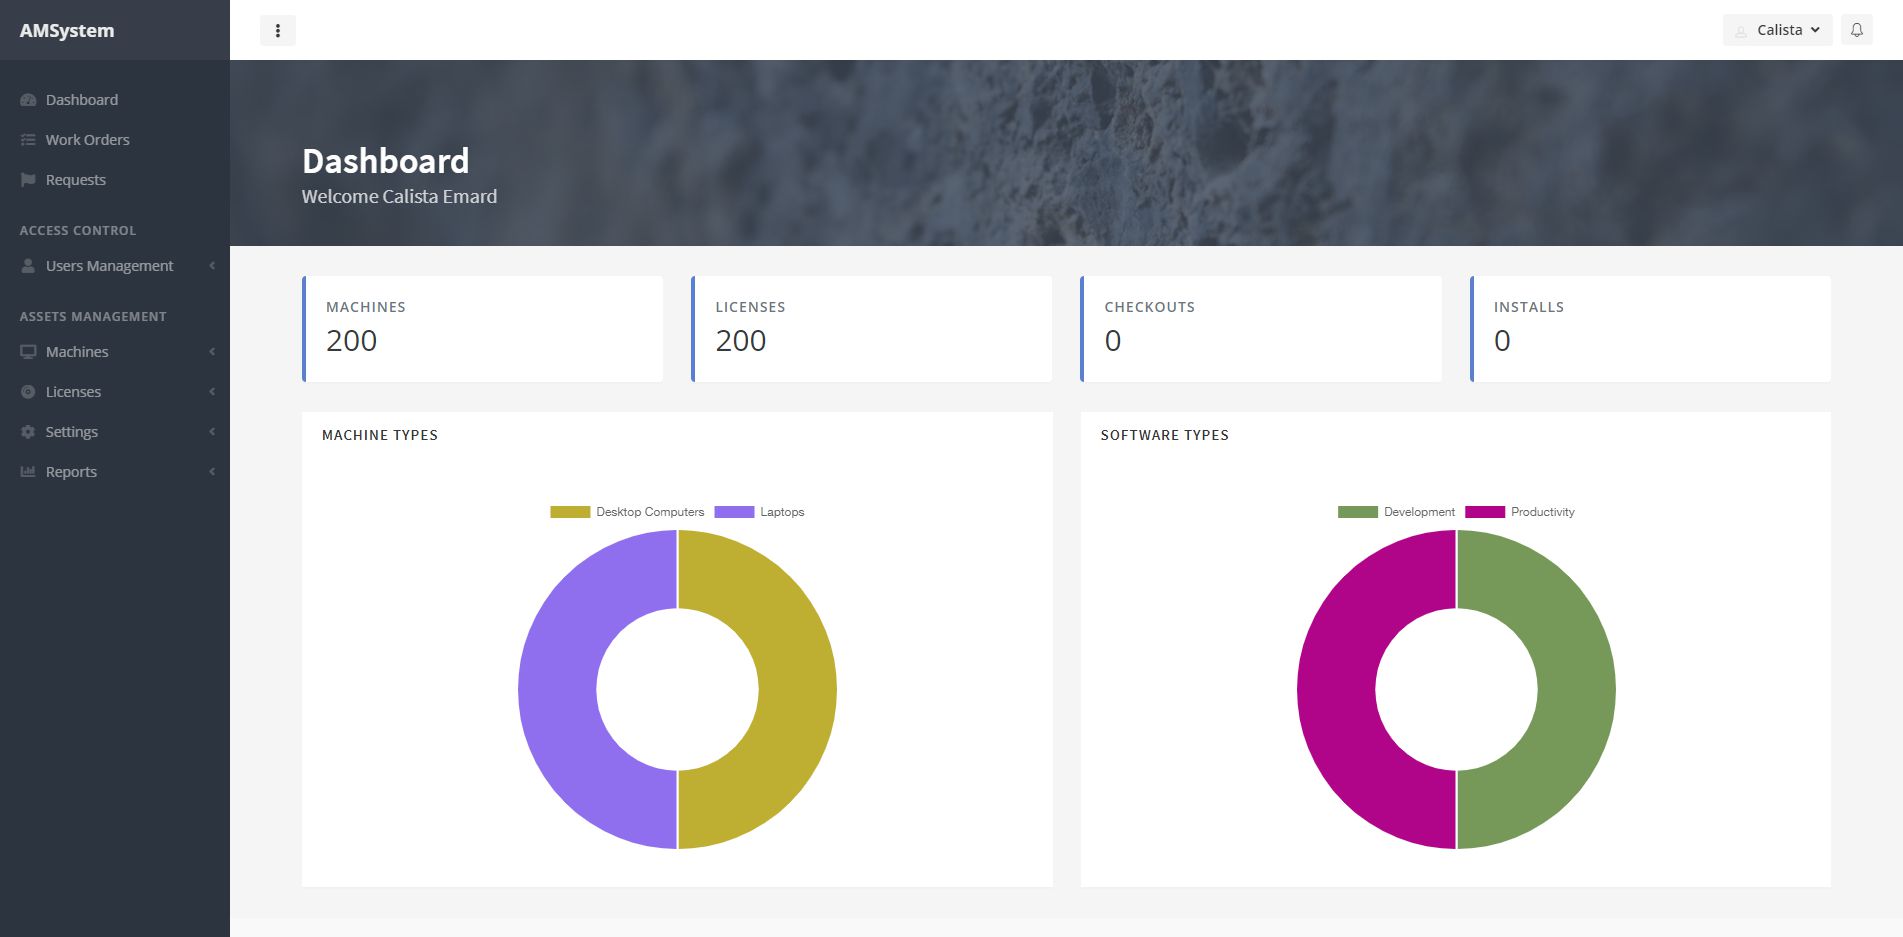 AMSystem
Calista
Dashboard
Work Orders
Requests
ACCESS CONTROL
Users Management
ASSETS MANAGEMENT
Machines
Licenses
Settings
Reports
Dashboard
Welcome Calista Emard
MACHINES
200
LICENSES
200
CHECKOUTS
0
INSTALLS
0
MACHINE TYPES
Desktop Computers Laptops
SOFTWARE TYPES
Development Productivity